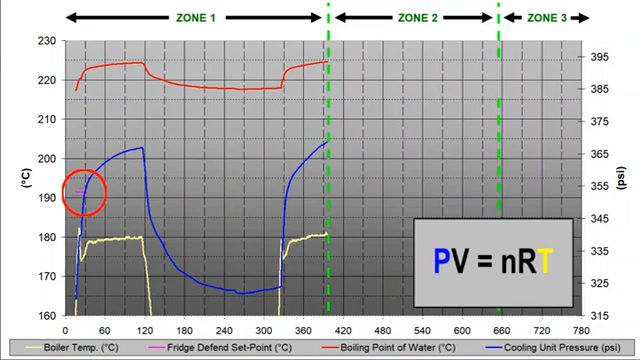 ZONE 1 ZONE 2 ZONE 3
230
220
210
200
190
180
170
160
(°C)
395
385
375
365
355
345
335
325
315
(psi)
0 60 120 180 240 300 360 420 480 540 600 660 720 780
PV = nRT
Boiler Temp. (°C) Fridge Defend Set-Point (°C) Boiling Point of Water (°C) Cooling Unit Pressure (psi)